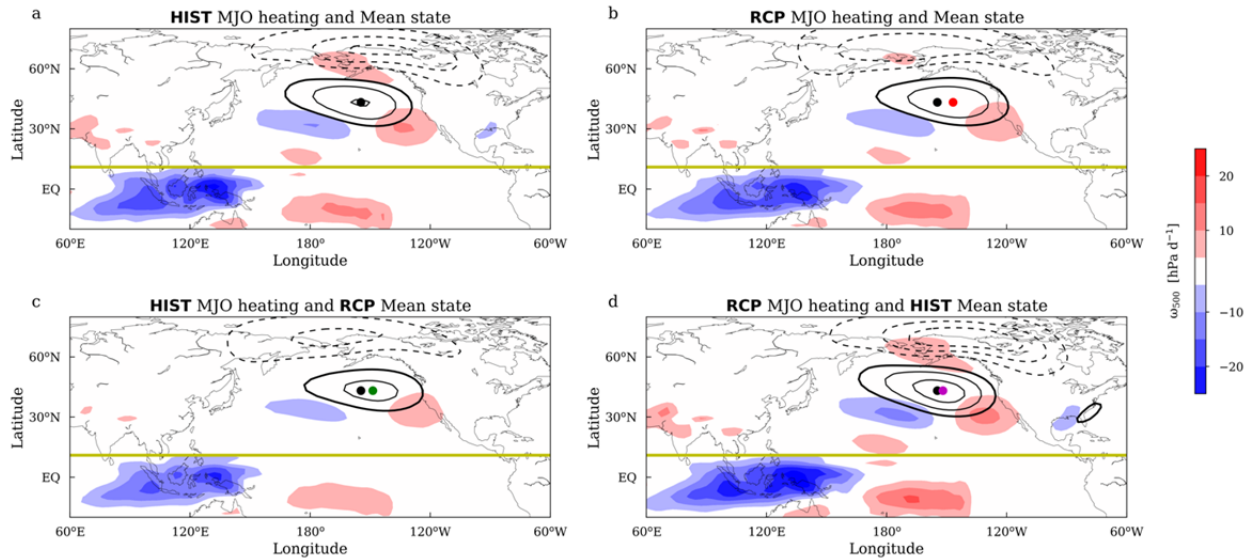 a
HIST MJO heating and Mean state
60°N
30°N
EQ
Latitude
60°E
120°E
180°
120°W
60°W
Longitude
b
RCP MJO heating and Mean state
60°N
30°N
EQ
Latitude
60°E
120°E
180°
120°W
60°W
Longitude
c
HIST MJO heating and RCP Mean state
60°N
30°N
EQ
Latitude
60°E
120°E
180°
120°W
60°W
Longitude
d
RCP MJO heating and HIST Mean state
60°N
30°N
EQ
Latitude
60°E
120°E
180°
120°W
60°W
Longitude
20
10
−10
−20
ω500 [hPa d⁻¹]